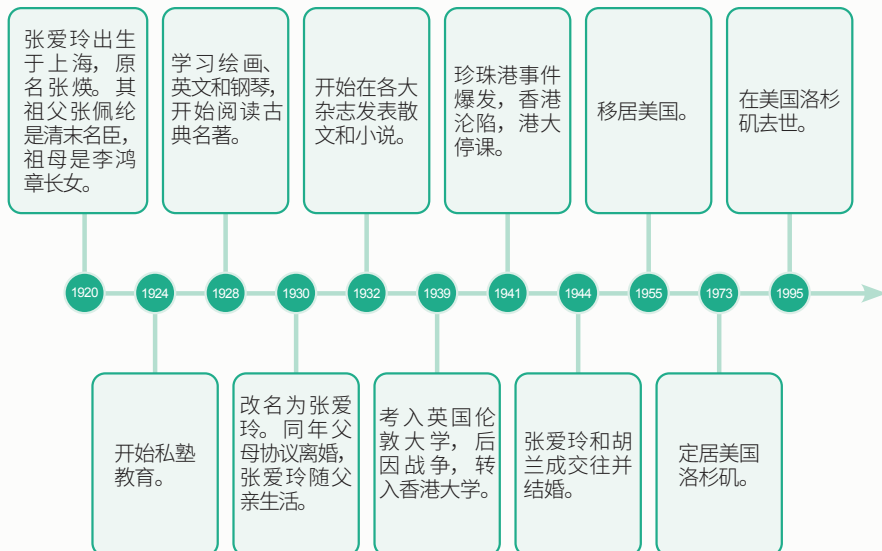 张爱玲出生
于上海，原
名张煐。其
祖父张佩纶
是清末名臣，
祖母是李鸿
章长女。
学习绘画、
英文和钢琴，
开始阅读古
典名著。
开始在各大
杂志发表散
文和小说。
珍珠港事件
爆发，香港
沦陷，港大
停课。
移居美国。
在美国洛杉
矶去世。
1920
1924
1928
1930
1932
1939
1941
1944
1955
1973
1995
开始私塾
教育。
改名为张爱
玲。同年父
母协议离婚，
张爱玲随父
亲生活。
考入英国伦
敦大学，后
因战争，转
入香港大学。
张爱玲和胡
兰成交往并
结婚。
定居美国
洛杉矶。